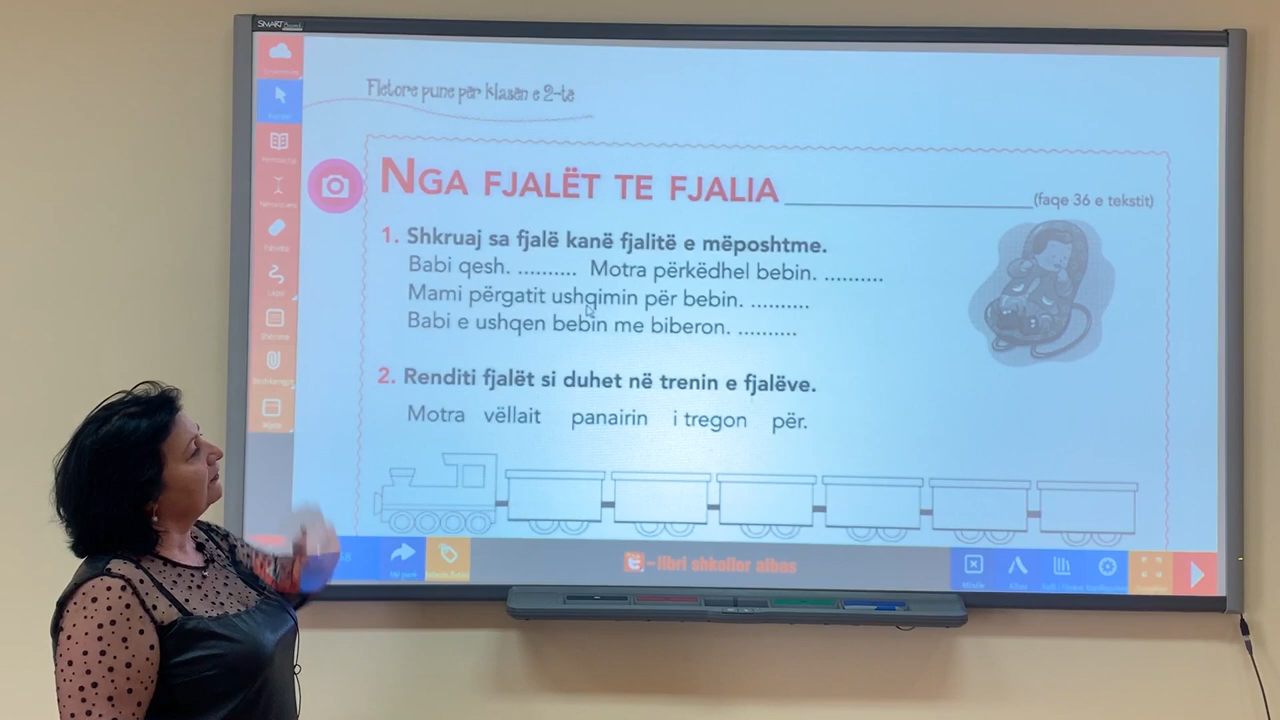 SMART Board
Fletore pune për klasën e 2-të
NGA FJALËT TE FJALIA
(faqe 36 e tekstit)
1. Shkruaj sa fjalë kanë fjalitë e mëposhtme.
Babi qesh. .......... Motra përkëdhel bebin. ..........
Mami përgatit ushqimin për bebin. ..........
Babi e ushqen bebin me biberon. ..........
2. Renditi fjalët si duhet në trenin e fjalëve.
Motra vëllait panairin i tregon për.
-libri shkollor albas